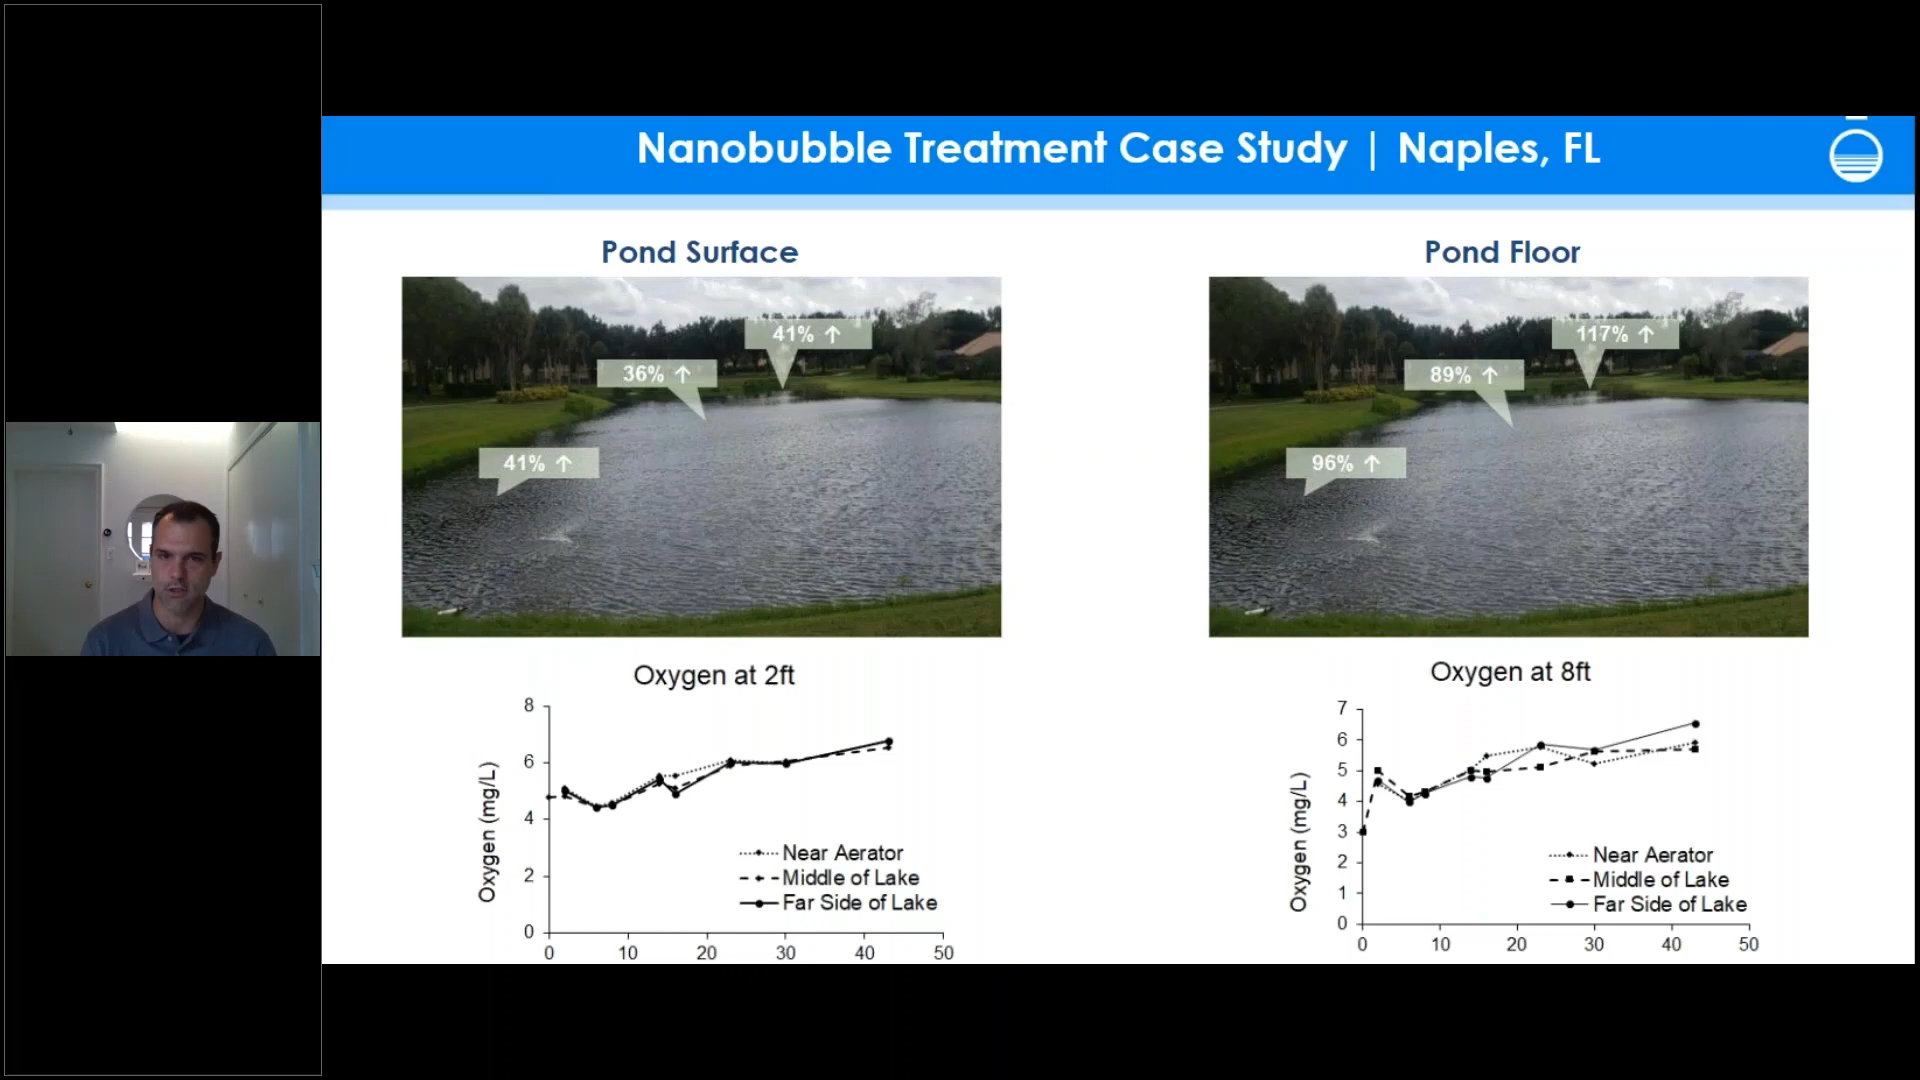 Nanobubble Treatment Case Study | Naples, FL
Pond Surface
41% ↑
36% ↑
41% ↑
Oxygen at 2ft
Oxygen (mg/L)
8
6
4
2
0
0 10 20 30 40 50
Near Aerator
Middle of Lake
Far Side of Lake
Pond Floor
117% ↑
89% ↑
96% ↑
Oxygen at 8ft
Oxygen (mg/L)
7
6
5
4
3
2
1
0
0 10 20 30 40 50
Near Aerator
Middle of Lake
Far Side of Lake